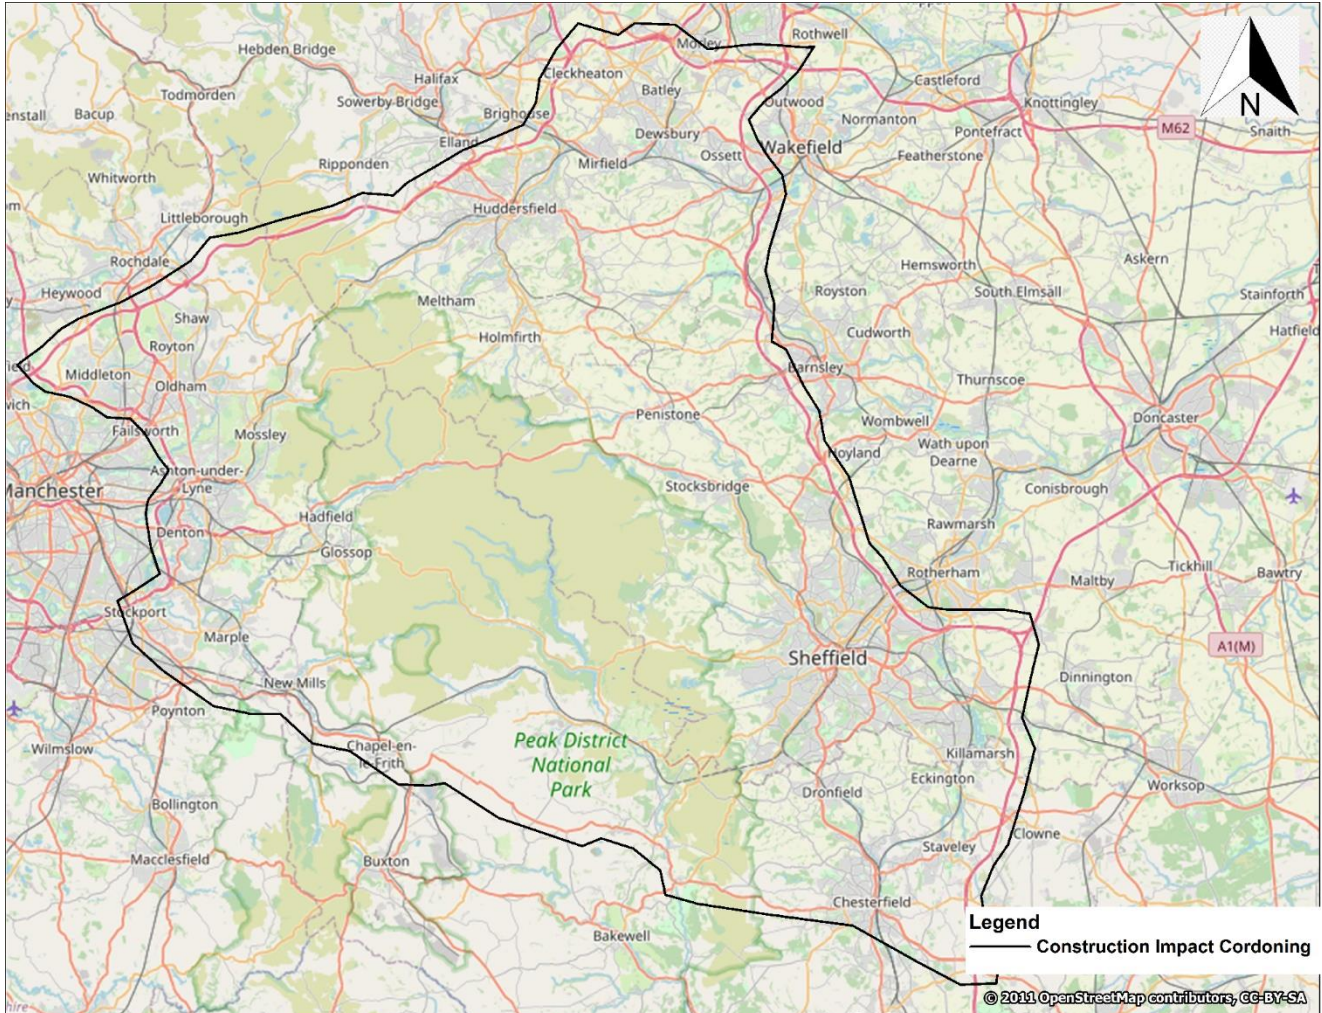 Rothwell
Hebden Bridge
Morley
Halifax
Cleckheaton
Castleford
Todmorden
Sowerby Bridge
Batley
Outwood
Knottingley
N
enstall
Bacup
Brighouse
Normanton
Dewsbury
Pontefract
M62
Snaith
Elland
Wakefield
Ripponden
Mirfield
Ossett
Featherstone
Whitworth
Littleborough
Huddersfield
Rochdale
Hemsworth
Askern
Heywood
Meltham
Royston
South Elmsall
Stainforth
Shaw
Holmfirth
Cudworth
Hatfield
Royton
Middleton
Oldham
Barnsley
Thurnscoe
Penistone
Wombwell
Doncaster
Failsworth
Mossley
Wath upon
Dearne
Hoyland
Ashton-under-
Lyne
Manchester
Stocksbridge
Conisbrough
Hadfield
Rawmarsh
Denton
Glossop
Rotherham
Maltby
Tickhill
Bawtry
Stockport
Marple
Sheffield
A1(M)
Dinnington
New Mills
Poynton
Wilmslow
Chapel-en-
le-Frith
Peak District
National
Park
Killamarsh
Eckington
Worksop
Dronfield
Bollington
Clowne
Staveley
Macclesfield
Buxton
Chesterfield
Bakewell
Legend
Construction Impact Cordoning
© 2011 OpenStreetMap contributors, CC-BY-SA